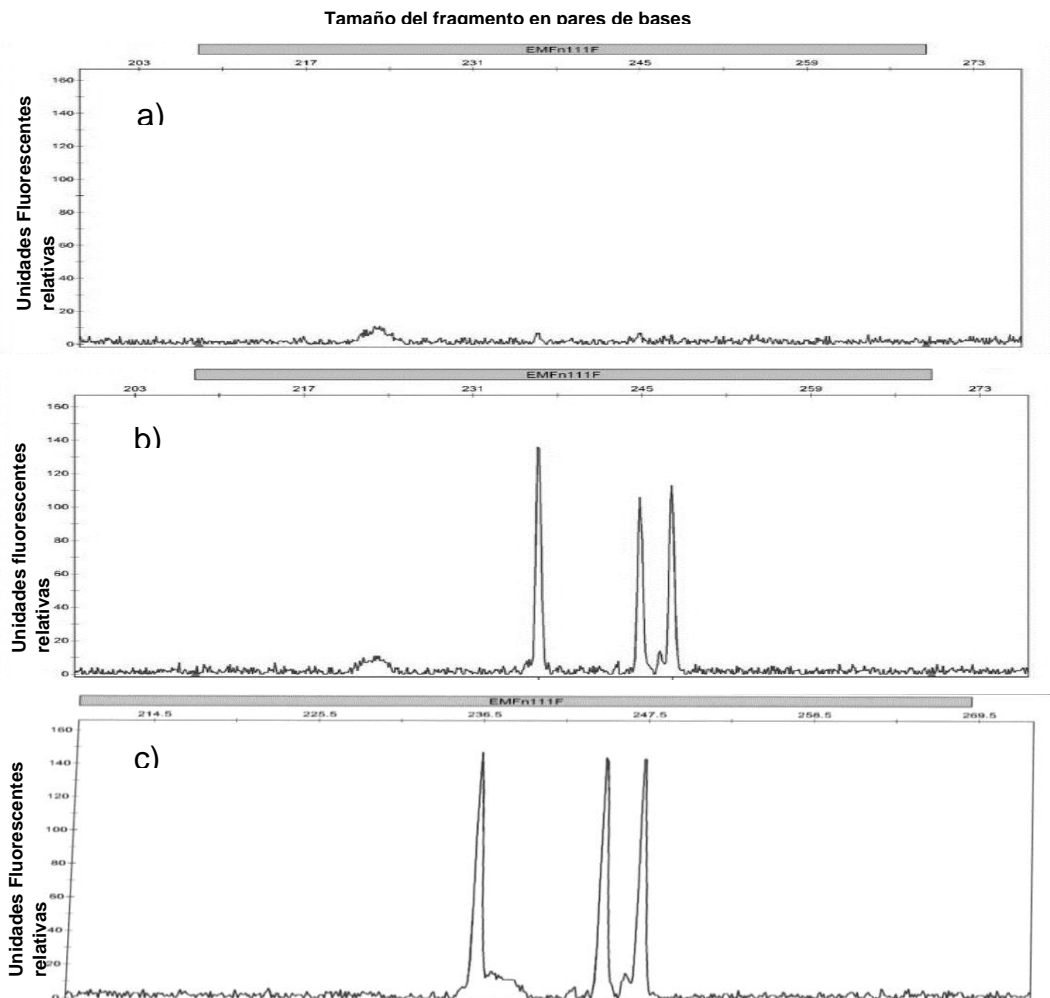 Tamaño del fragmento en pares de bases
EMFn111F
203 217 231 245 259 273
Unidades Fluorescentes
relativas
a)
160
140
120
100
80
60
40
20
0
EMFn111F
203 217 231 245 259 273
Unidades fluorescentes
relativas
b)
160
140
120
100
80
60
40
20
0
EMFn111F
214.5 225.5 236.5 247.5 258.5 269.5
Unidades Fluorescentes
relativas
c)
160
140
120
100
80
60
40
20
0